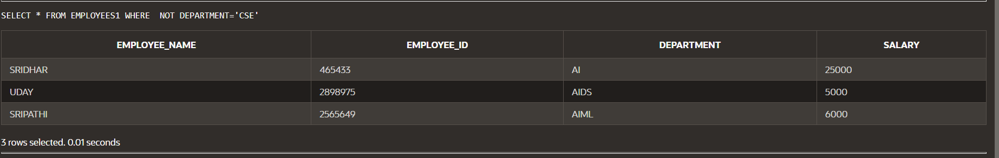 SELECT * FROM EMPLOYEES1 WHERE  NOT DEPARTMENT='CSE'
EMPLOYEE_NAME EMPLOYEE_ID DEPARTMENT SALARY
SRIDHAR 465433 AI 25000
UDAY 2898975 AIDS 5000
SRIPATHI 2565649 AIML 6000
3 rows selected. 0.01 seconds